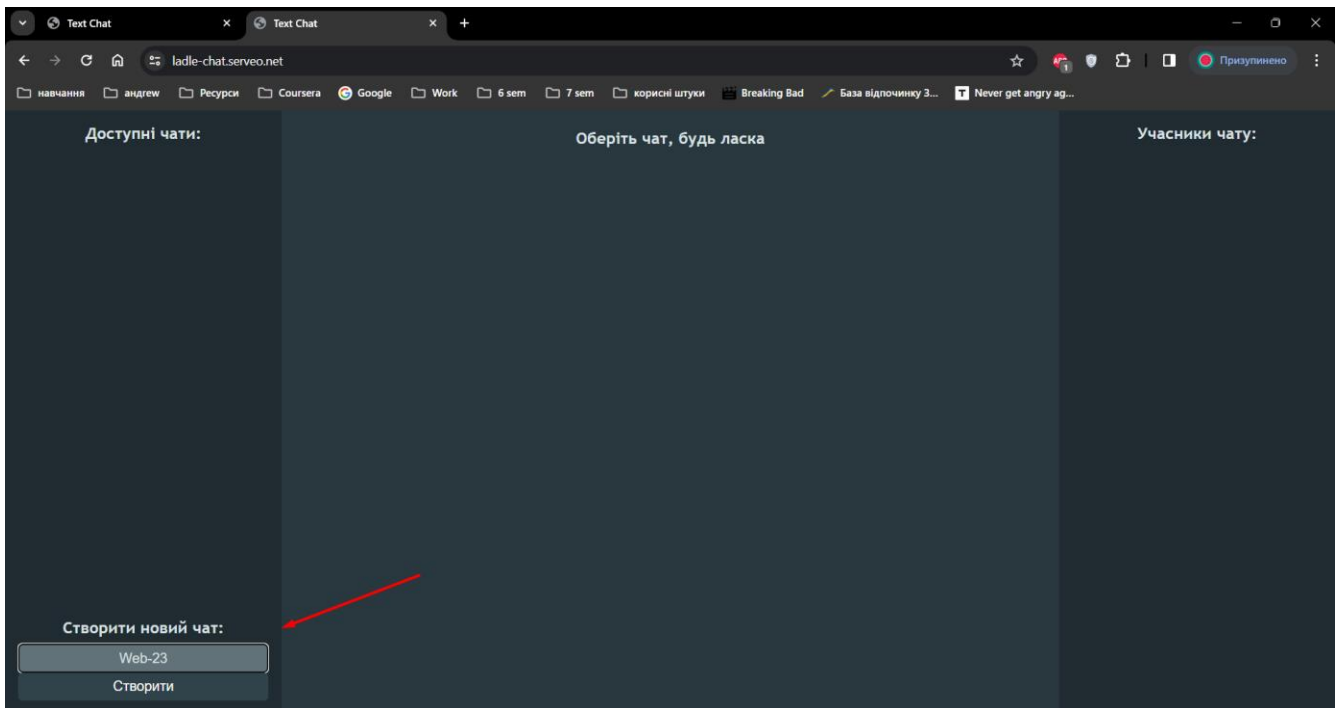 Text Chat
Text Chat
ladle-chat.serveo.net
1
Призупинено
навчання андrew Ресурси Coursera Google Work 6 sem 7 sem корисні штуки Breaking Bad База відпочинку З... Never get angry ag...
Доступні чати:
Оберіть чат, будь ласка
Учасники чату:
Створити новий чат:
Web-23
Створити